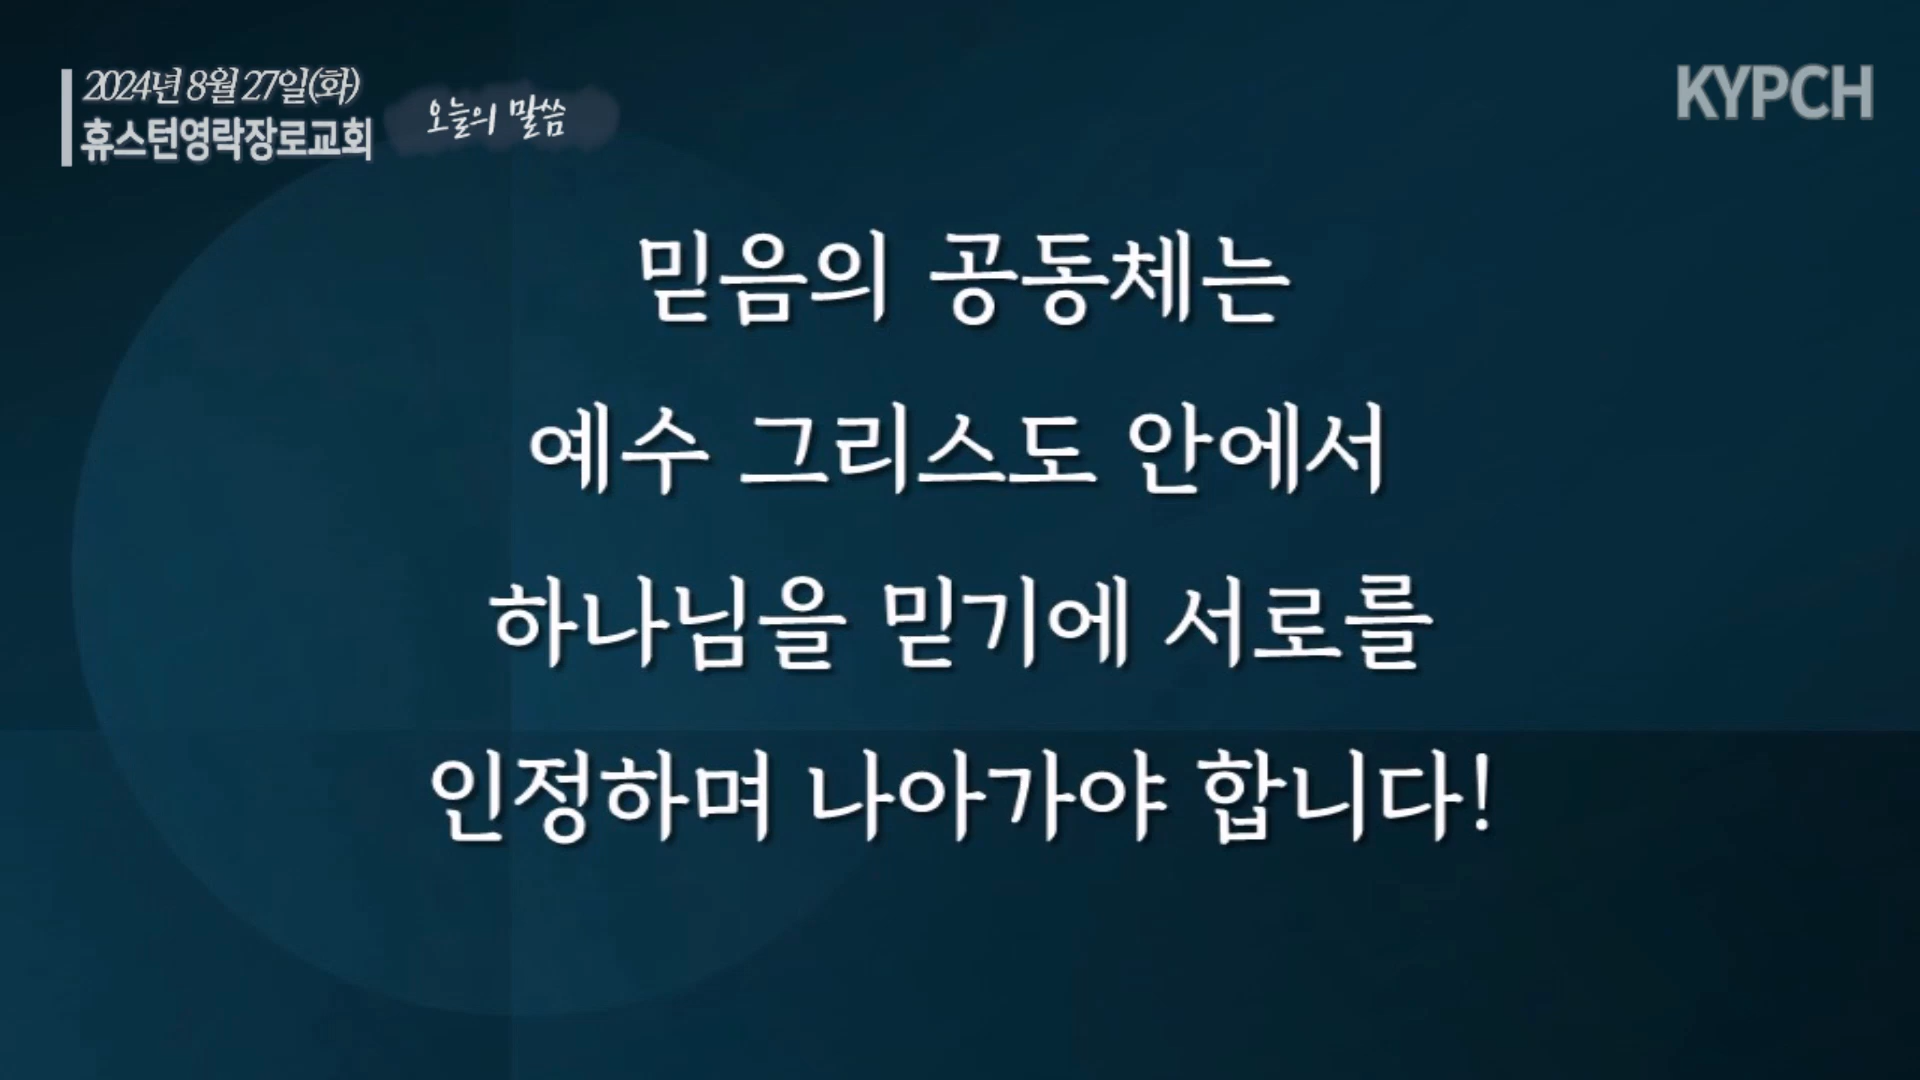 2024년 8월 27일(화)
휴스턴영락장로교회
오늘의 말씀
KYPCH
믿음의 공동체는
예수 그리스도 안에서
하나님을 믿기에 서로를
인정하며 나아가야 합니다!